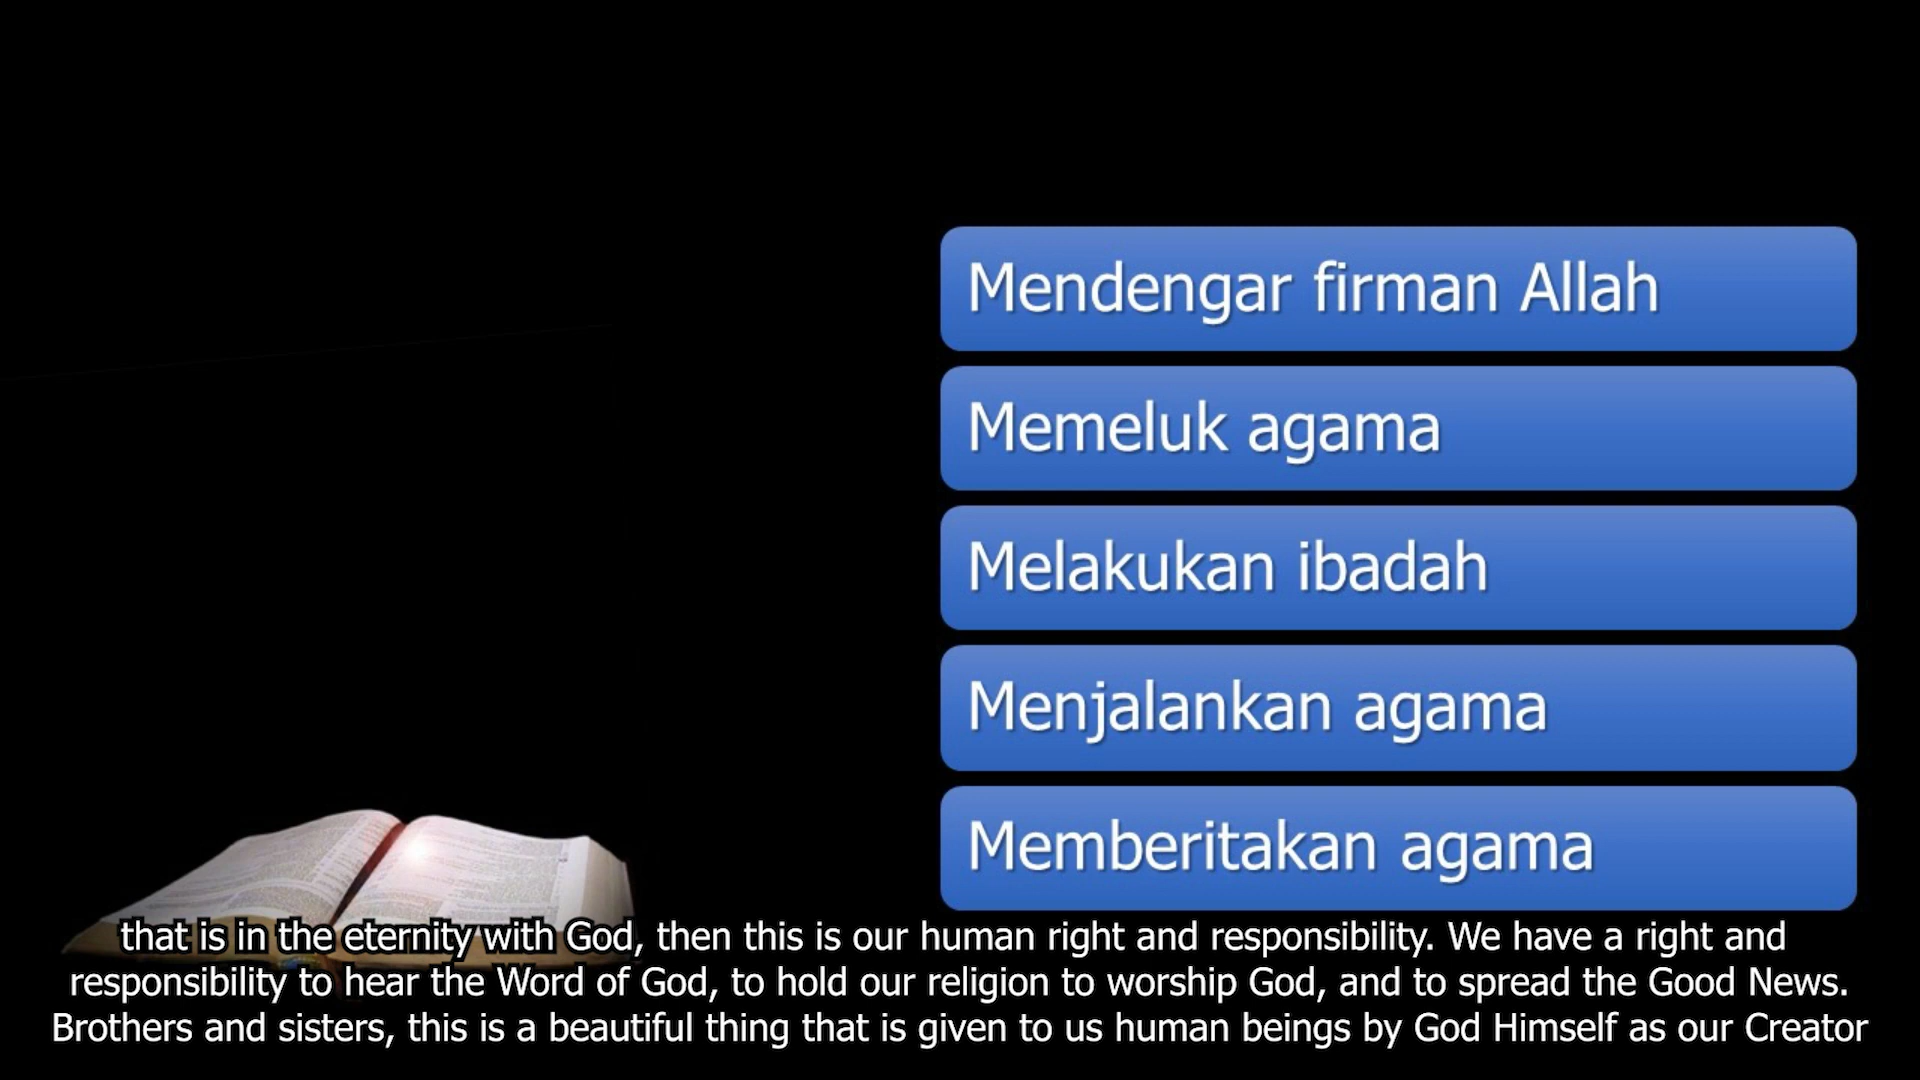 Mendengar firman Allah
Memeluk agama
Melakukan ibadah
Menjalankan agama
Memberitakan agama
that is in the eternity with God, then this is our human right and responsibility. We have a right and
responsibility to hear the Word of God, to hold our religion to worship God, and to spread the Good News.
Brothers and sisters, this is a beautiful thing that is given to us human beings by God Himself as our Creator